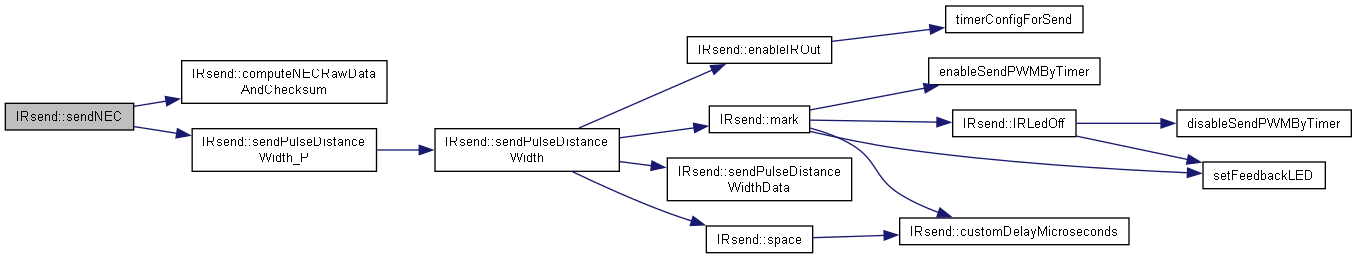 IRsend::sendNEC
IRsend::computeNECRawData
AndChecksum
IRsend::sendPulseDistance
Width_P
IRsend::sendPulseDistance
Width
IRsend::enableIROut
timerConfigForSend
IRsend::mark
enableSendPWMByTimer
IRsend::IRLedOff
disableSendPWMByTimer
setFeedbackLED
IRsend::sendPulseDistance
WidthData
IRsend::space
IRsend::customDelayMicroseconds